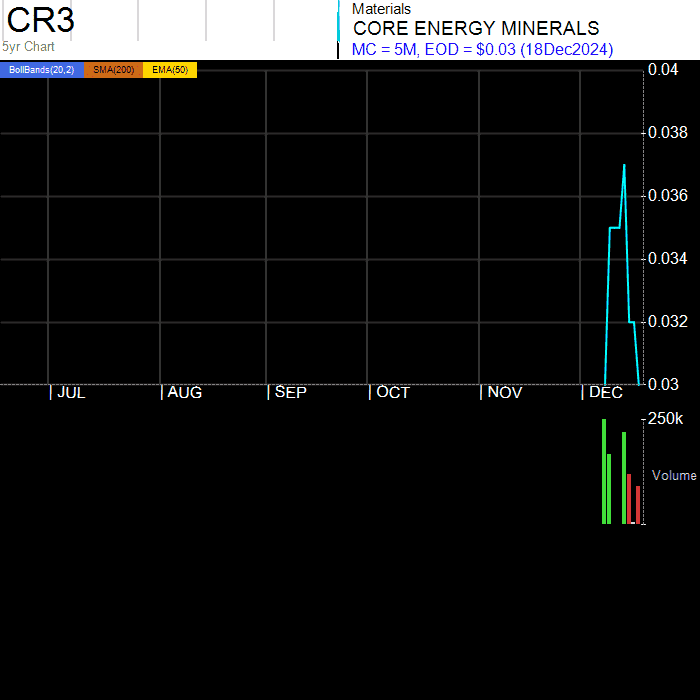 CR3
5yr Chart
Materials
CORE ENERGY MINERALS
MC = 5M, EOD = $0.03 (18Dec2024)
BollBands(20,2) SMA(200) EMA(50)
0.04
0.038
0.036
0.034
0.032
0.03
JUL AUG SEP OCT NOV DEC
250k
Volume